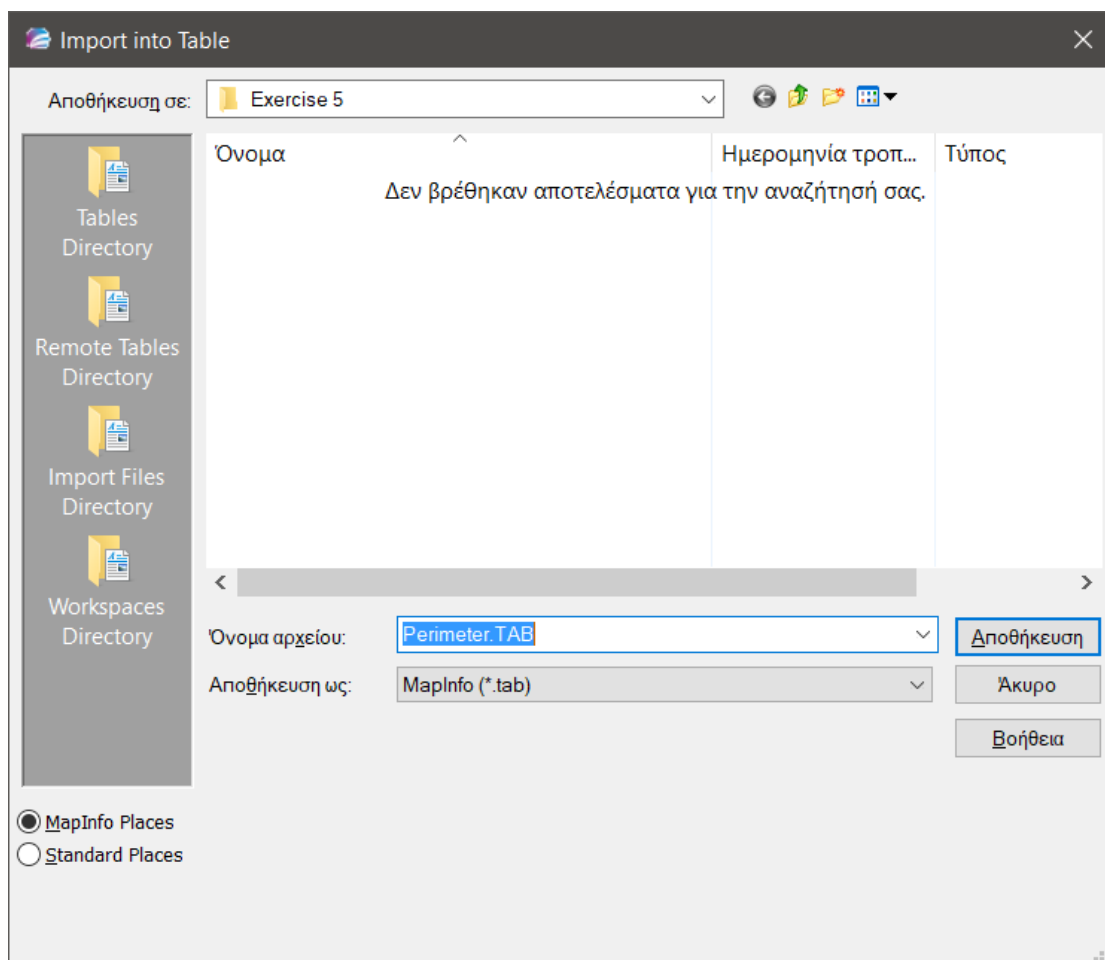 Import into Table
Αποθήκευση σε:
Exercise 5
Όνομα
Ημερομηνία τροπ...
Τύπος
Δεν βρέθηκαν αποτελέσματα για την αναζήτησή σας.
Tables
Directory
Remote Tables
Directory
Import Files
Directory
Workspaces
Directory
Όνομα αρχείου:
Perimeter.TAB
Αποθήκευση
Αποθήκευση ως:
MapInfo (*.tab)
Άκυρο
Βοήθεια
MapInfo Places
Standard Places